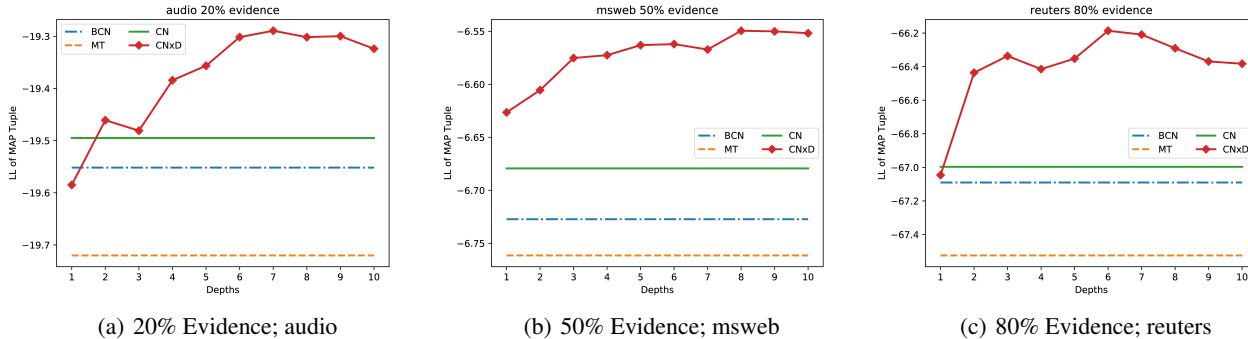 audio 20% evidence
−19.3
−19.4
−19.5
−19.6
−19.7
LL of MAP Tuple
BCN
MT
CN
CNxD
1 2 3 4 5 6 7 8 9 10
Depths
(a) 20% Evidence; audio
msweb 50% evidence
−6.55
−6.60
−6.65
−6.70
−6.75
LL of MAP Tuple
BCN
MT
CN
CNxD
1 2 3 4 5 6 7 8 9 10
Depths
(b) 50% Evidence; msweb
reuters 80% evidence
−66.2
−66.4
−66.6
−66.8
−67.0
−67.2
−67.4
LL of MAP Tuple
BCN
MT
CN
CNxD
1 2 3 4 5 6 7 8 9 10
Depths
(c) 80% Evidence; reuters